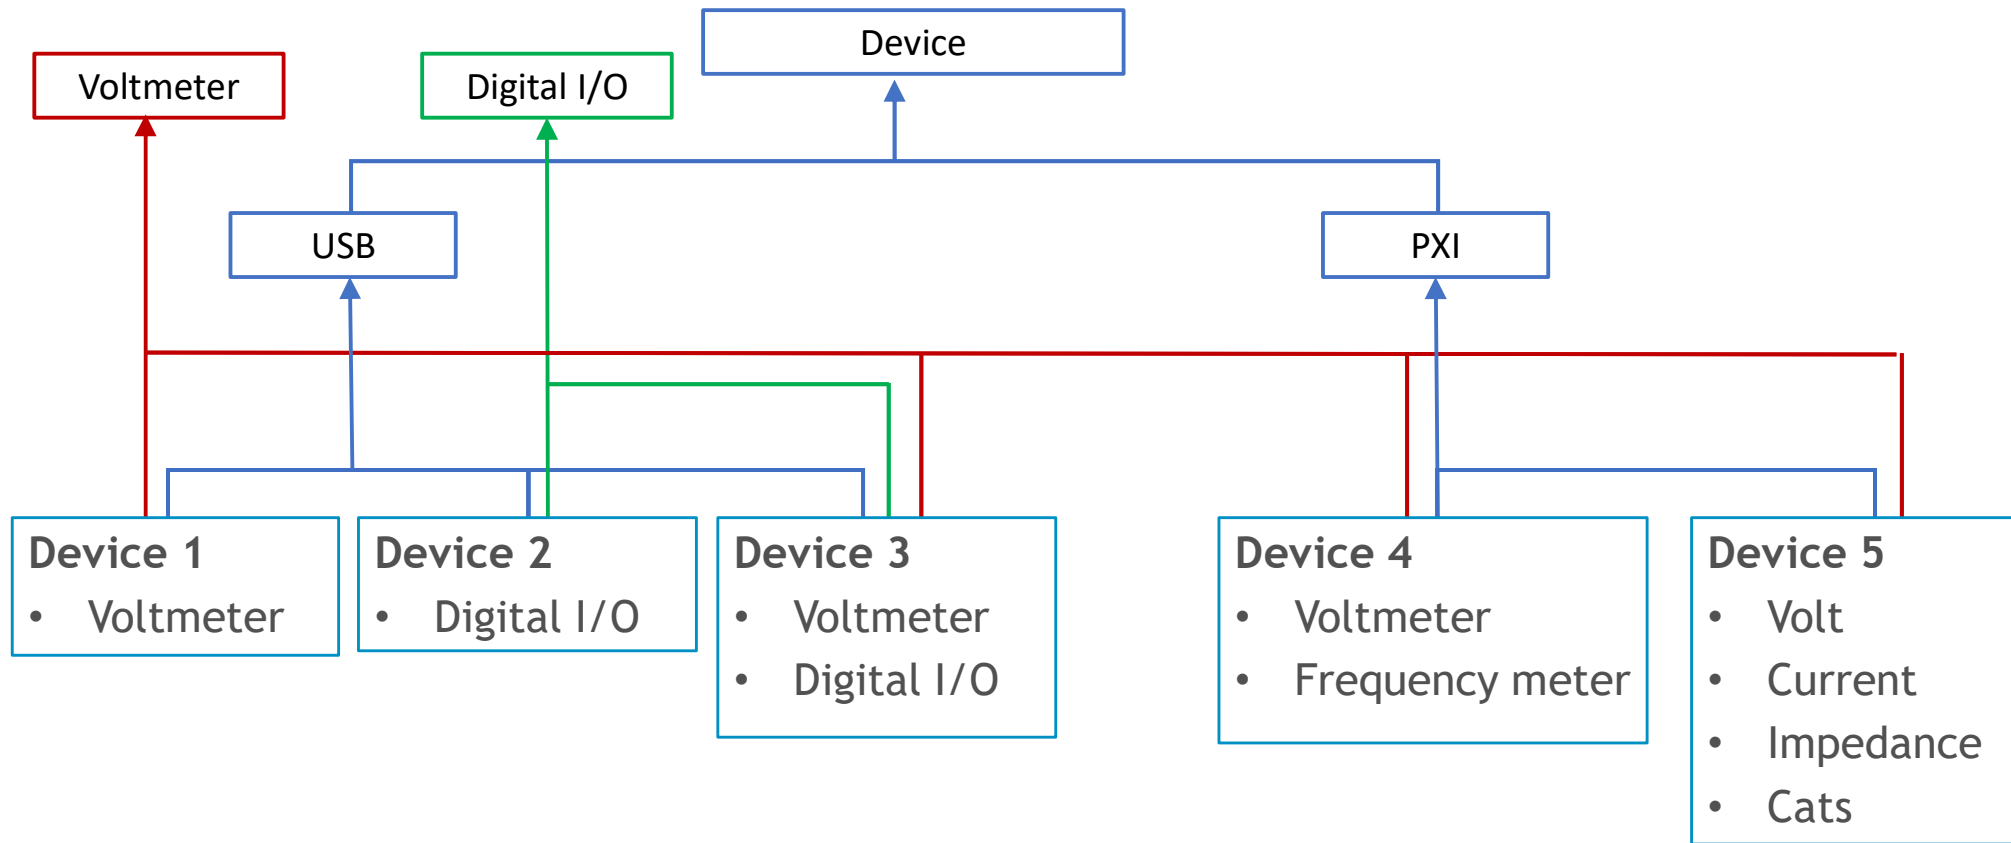 Device
Voltmeter
Digital I/O
USB
PXI
Device 1
• Voltmeter
Device 2
• Digital I/O
Device 3
• Voltmeter
• Digital I/O
Device 4
• Voltmeter
• Frequency meter
Device 5
• Volt
• Current
• Impedance
• Cats